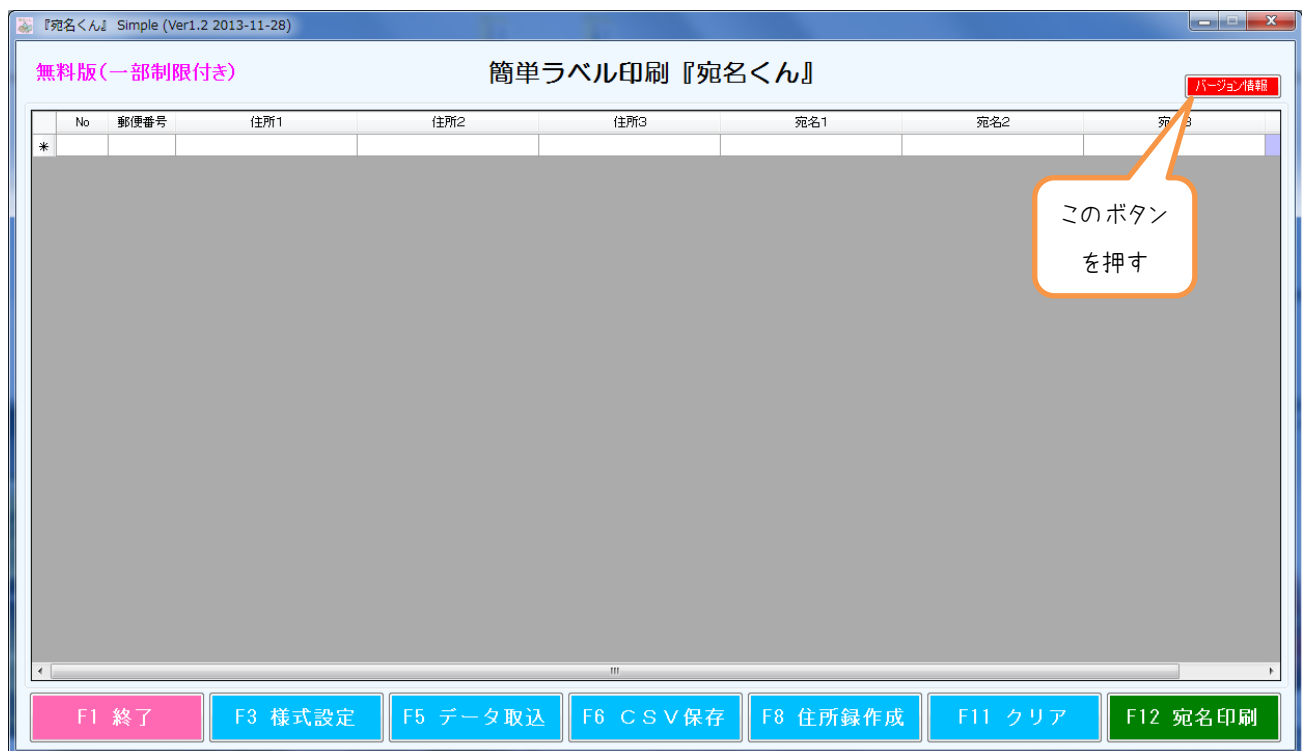 『宛名くん』 Simple (Ver1.2 2013-11-28)
無料版(一部制限付き)
簡単ラベル印刷『宛名くん』
バージョン情報
No 郵便番号 住所1 住所2 住所3 宛名1 宛名2
*
このボタン
を押す
F1 終了 F3 様式設定 F5 データ取込 F6 CSV保存 F8 住所録作成 F11 クリア F12 宛名印刷